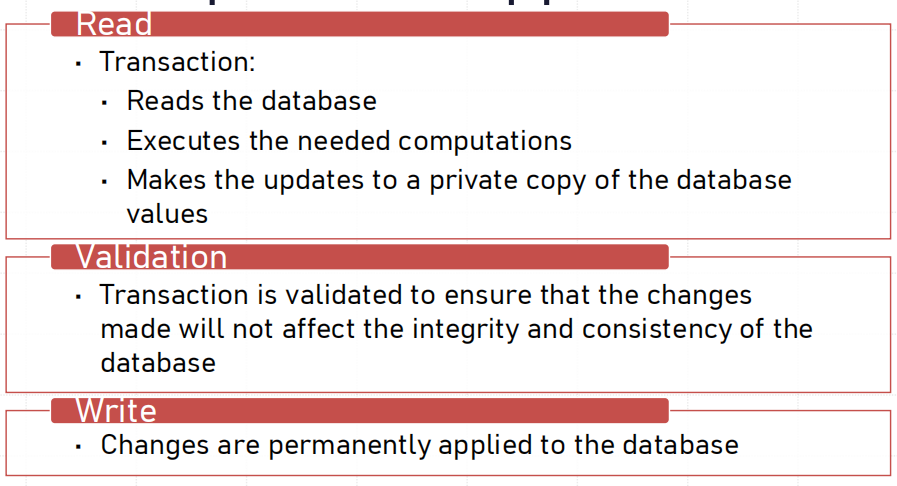 Read
▪ Transaction:
▪ Reads the database
▪ Executes the needed computations
▪ Makes the updates to a private copy of the database
values
Validation
▪ Transaction is validated to ensure that the changes
made will not affect the integrity and consistency of the
database
Write
▪ Changes are permanently applied to the database